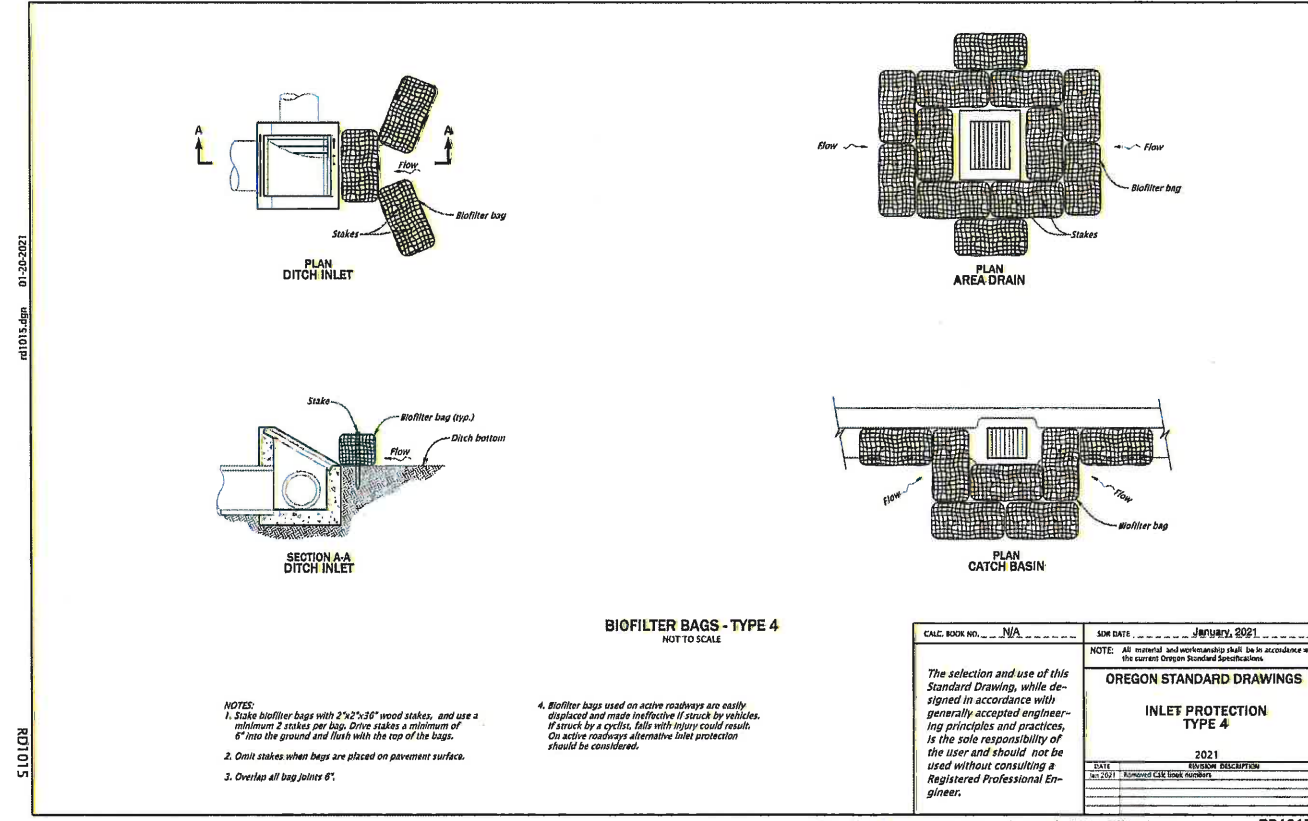 rd1015.dgn 01-20-2021
RD1015
A
A
Flow
Biofilter bag
Stakes
PLAN
DITCH INLET
Flow
Flow
Biofilter bag
Stakes
PLAN
AREA DRAIN
Stake
Biofilter bag (typ.)
Ditch bottom
Flow
SECTION A-A
DITCH INLET
Flow
Flow
Biofilter bag
PLAN
CATCH BASIN
BIOFILTER BAGS - TYPE 4
NOT TO SCALE
NOTES:
1. Stake biofilter bags with 2"x2"x36" wood stakes, and use a
minimum 2 stakes per bag. Drive stakes a minimum of
6" into the ground and flush with the top of the bags.
2. Omit stakes when bags are placed on pavement surface.
3. Overlap all bag joints 6".
4. Biofilter bags used on active roadways are easily
displaced and made ineffective if struck by vehicles.
If struck by a cyclist, falls with injury could result.
On active roadways alternative inlet protection
should be considered.
CALC. BOOK NO. N/A
SDR DATE January, 2021
NOTE: All material and workmanship shall be in accordance
the current Oregon Standard Specifications
The selection and use of this
Standard Drawing, while de-
signed in accordance with
generally accepted engineer-
ing principles and practices,
is the sole responsibility of
the user and should not be
used without consulting a
Registered Professional En-
gineer.
OREGON STANDARD DRAWINGS
INLET PROTECTION
TYPE 4
2021
DATE REVISION DESCRIPTION
Jan 2021 Removed Calc book numbers